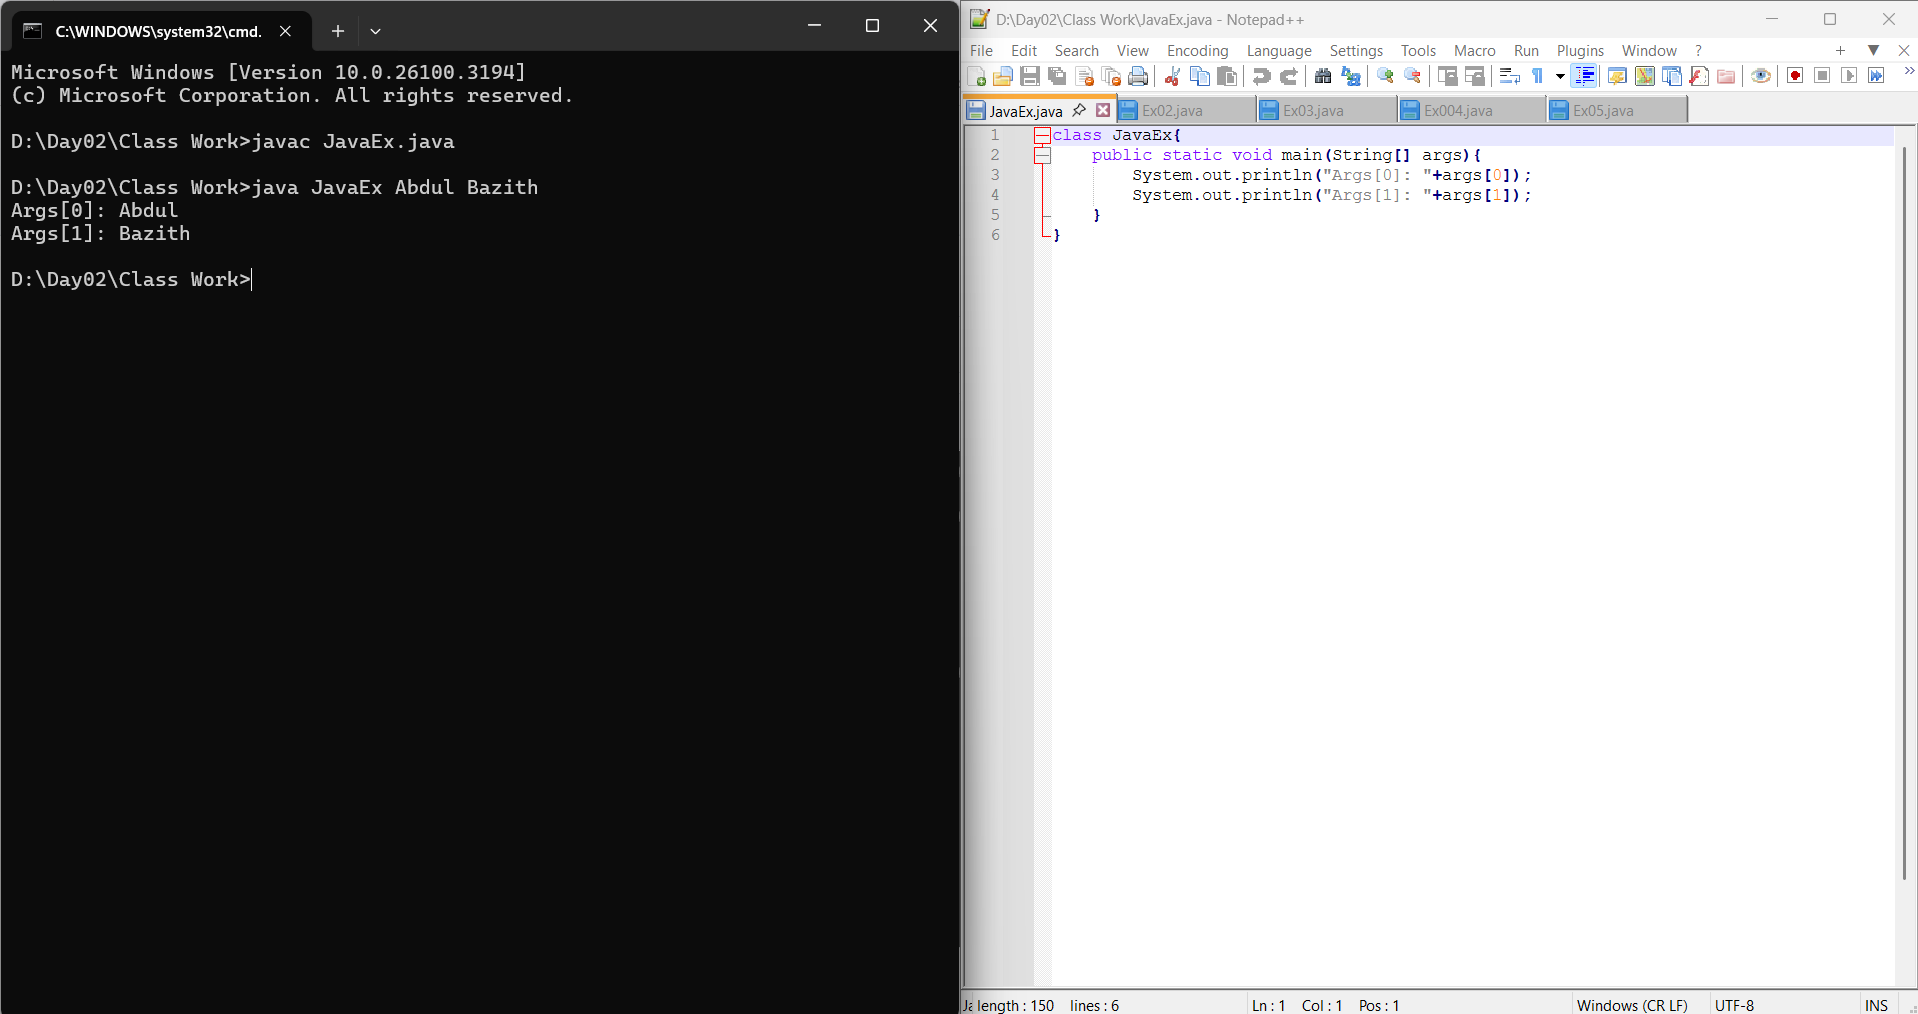 C:\WINDOWS\system32\cmd.
Microsoft Windows [Version 10.0.26100.3194]
(c) Microsoft Corporation. All rights reserved.
D:\Day02\Class Work>javac JavaEx.java
D:\Day02\Class Work>java JavaEx Abdul Bazith
Args[0]: Abdul
Args[1]: Bazith
D:\Day02\Class Work>
D:\Day02\Class Work\JavaEx.java - Notepad++
File Edit Search View Encoding Language Settings Tools Macro Run Plugins Window ?
JavaEx.java Ex02.java Ex03.java Ex004.java Ex05.java
1 class JavaEx{
2 public static void main(String[] args){
3 System.out.println("Args[0]: "+args[0]);
4 System.out.println("Args[1]: "+args[1]);
5 }
6 }
Ja length : 150 lines : 6 Ln : 1 Col : 1 Pos : 1 Windows (CR LF) UTF-8 INS